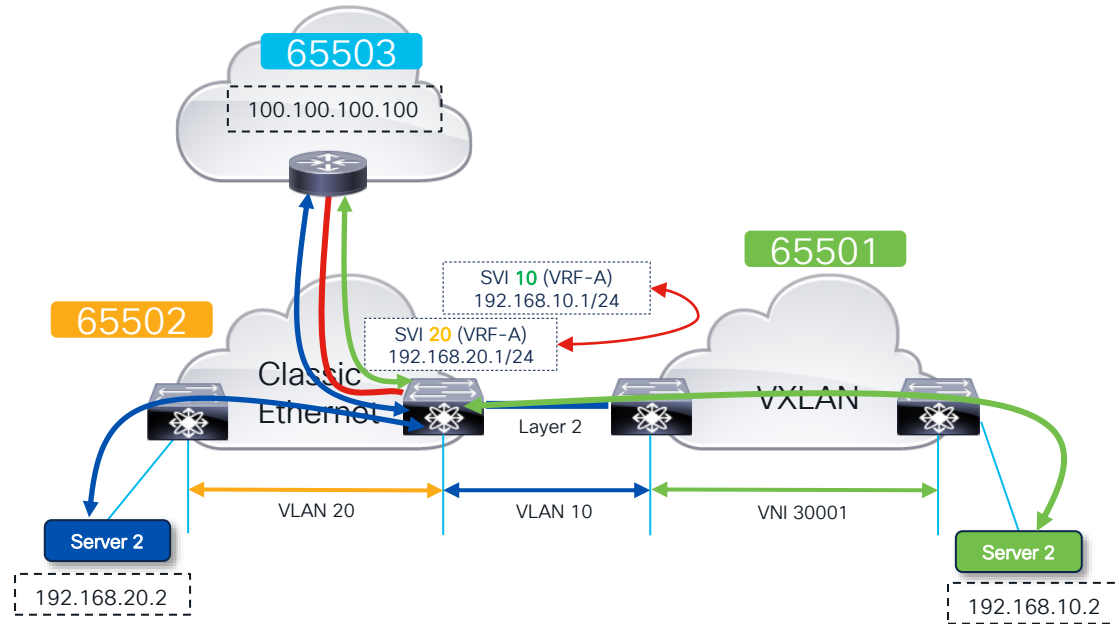 65503
100.100.100.100
65501
SVI 10 (VRF-A)
192.168.10.1/24
65502
SVI 20 (VRF-A)
192.168.20.1/24
Classic
Ethernet
VXLAN
Layer 2
VLAN 20
VLAN 10
VNI 30001
Server 2
Server 2
192.168.20.2
192.168.10.2